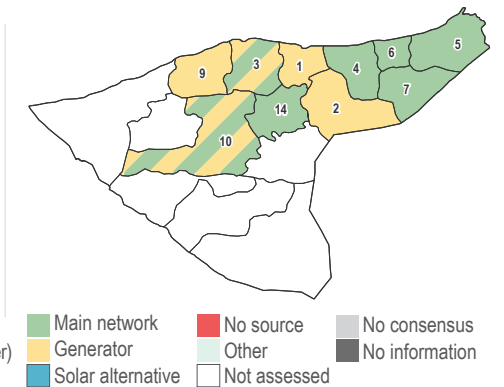 5
6
3
4
1
9
7
14
2
10
Main network
No source
No consensus
er)
Generator
Other
No information
Solar alternative
Not assessed